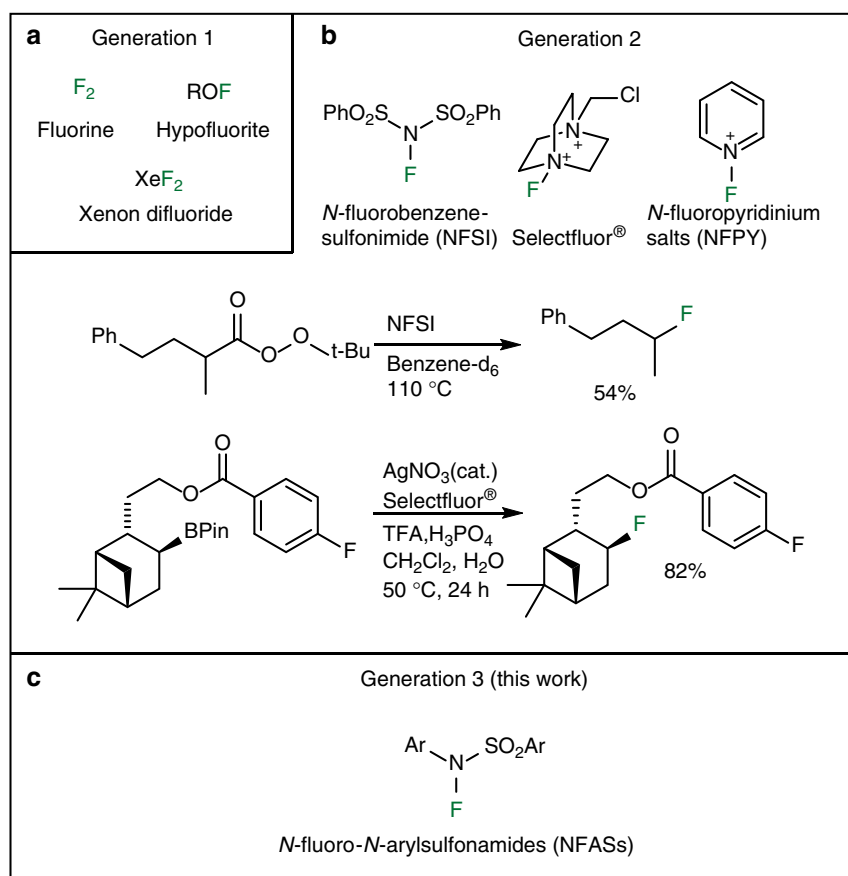 a Generation 1
F2
ROF
Fluorine
Hypofluorite
XeF2
Xenon difluoride
b Generation 2
PhO2S
SO2Ph
N
F
N-fluorobenzene-
sulfonimide (NFSI)
Cl
N
+
N+
F
Selectfluor®
N
+
F
N-fluoropyridinium
salts (NFPY)
Ph
O
O
O
t-Bu
NFSI
Benzene-d6
110 °C
Ph
F
54%
O
O
BPin
F
AgNO3(cat.)
Selectfluor®
TFA,H3PO4
CH2Cl2, H2O
50 °C, 24 h
O
O
F
F
82%
c Generation 3 (this work)
Ar
SO2Ar
N
F
N-fluoro-N-arylsulfonamides (NFASs)